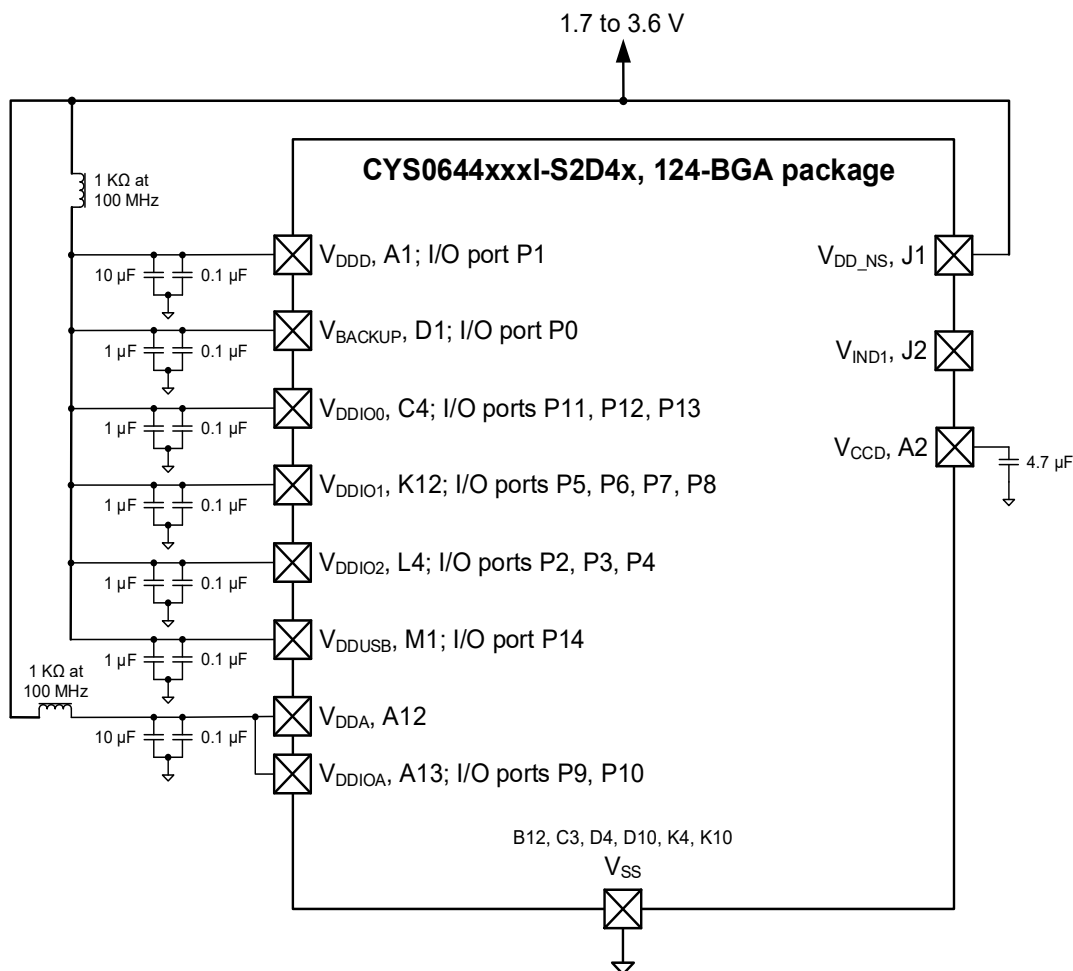 1.7 to 3.6 V
CYS0644xxxI-S2D4x, 124-BGA package
1 KΩ at
100 MHz
VDDD, A1; I/O port P1
10 µF
0.1 µF
VBACKUP, D1; I/O port P0
1 µF
0.1 µF
VDDIO0, C4; I/O ports P11, P12, P13
1 µF
0.1 µF
VDDIO1, K12; I/O ports P5, P6, P7, P8
1 µF
0.1 µF
VDDIO2, L4; I/O ports P2, P3, P4
1 µF
0.1 µF
VDDUSB, M1; I/O port P14
1 µF
0.1 µF
1 KΩ at
100 MHz
VDDA, A12
10 µF
0.1 µF
VDDIOA, A13; I/O ports P9, P10
VDD_NS, J1
VIND1, J2
VCCD, A2
4.7 µF
B12, C3, D4, D10, K4, K10
VSS